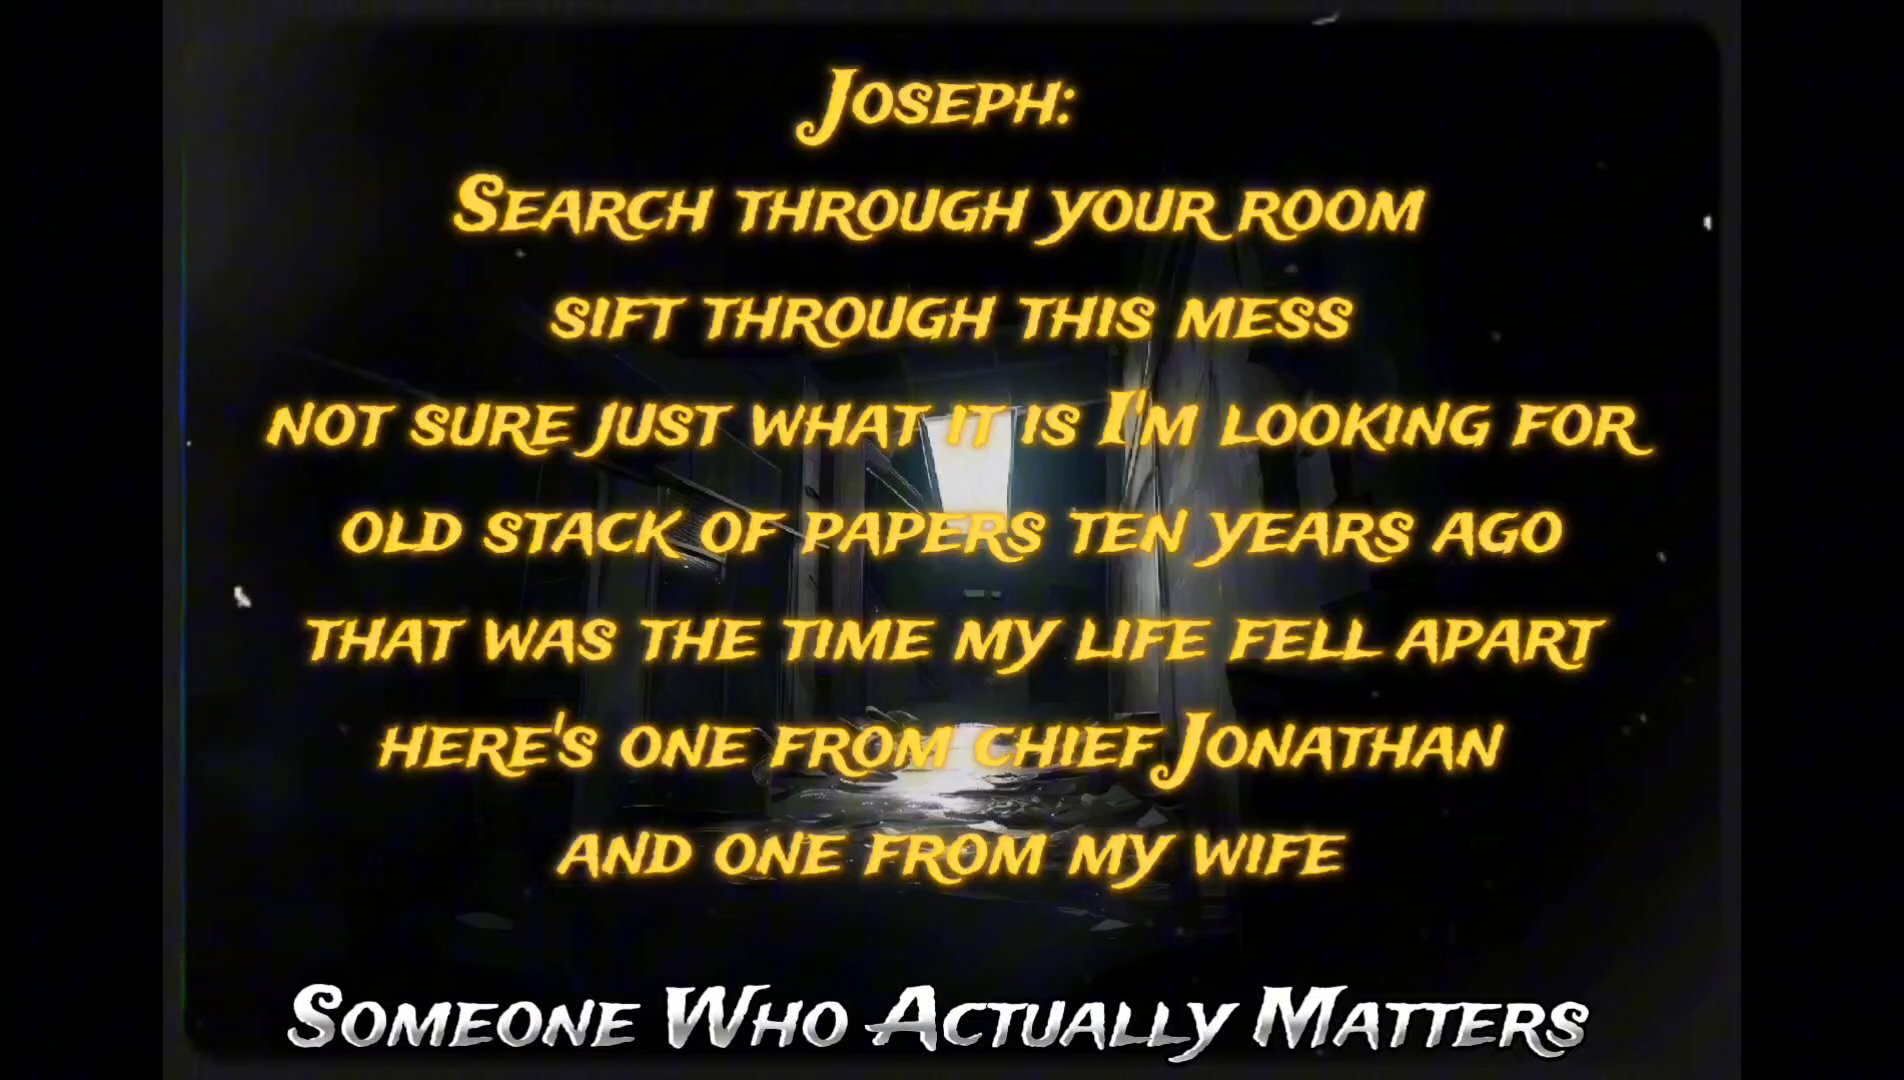 Joseph:
Search through your room
sift through this mess
not sure just what it is I'm looking for
old stack of papers ten years ago
that was the time my life fell apart
here's one from chief Jonathan
and one from my wife
Someone Who Actually Matters